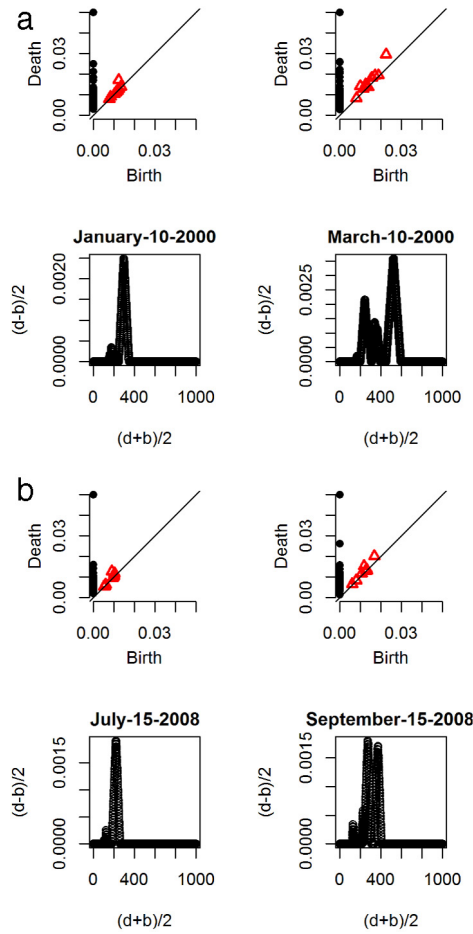 a
Death
0.00
0.03
0.00
0.03
Birth
Death
0.00
0.03
0.00
0.03
Birth
January-10-2000
(d-b)/2
0.0000
0.0020
0
400
1000
(d+b)/2
March-10-2000
(d-b)/2
0.0000
0.0025
0
400
1000
(d+b)/2
b
Death
0.00
0.03
0.00
0.03
Birth
Death
0.00
0.03
0.00
0.03
Birth
July-15-2008
(d-b)/2
0.0000
0.0015
0
400
1000
(d+b)/2
September-15-2008
(d-b)/2
0.0000
0.0015
0
400
1000
(d+b)/2